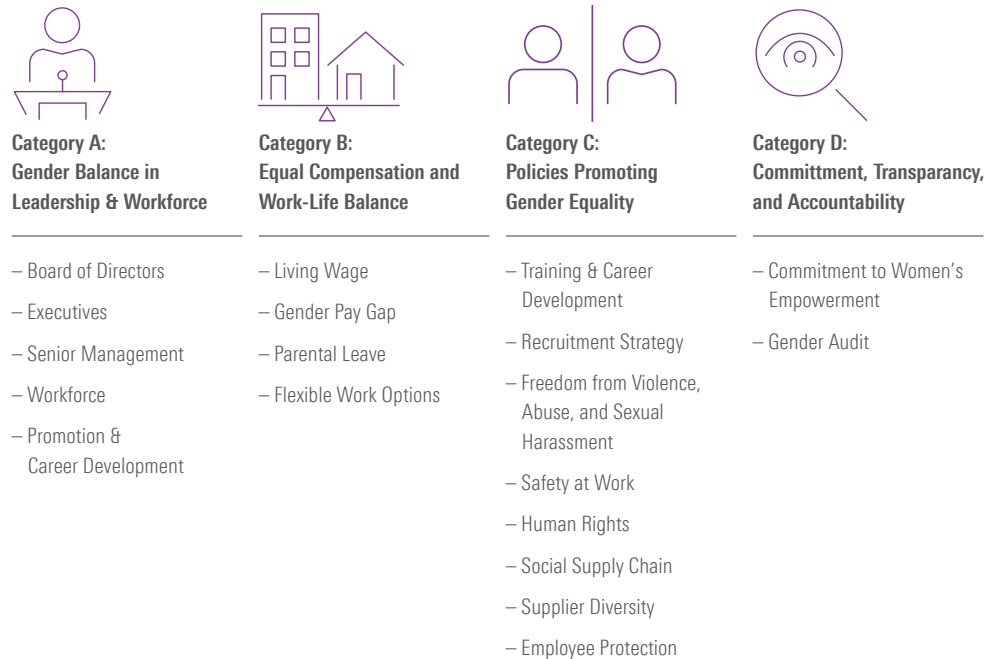 Category A:
Gender Balance in
Leadership & Workforce
– Board of Directors
– Executives
– Senior Management
– Workforce
– Promotion &
Career Development
Category B:
Equal Compensation and
Work-Life Balance
– Living Wage
– Gender Pay Gap
– Parental Leave
– Flexible Work Options
Category C:
Policies Promoting
Gender Equality
– Training & Career
Development
– Recruitment Strategy
– Freedom from Violence,
Abuse, and Sexual
Harassment
– Safety at Work
– Human Rights
– Social Supply Chain
– Supplier Diversity
– Employee Protection
Category D:
Committment, Transparancy,
and Accountability
– Commitment to Women’s
Empowerment
– Gender Audit